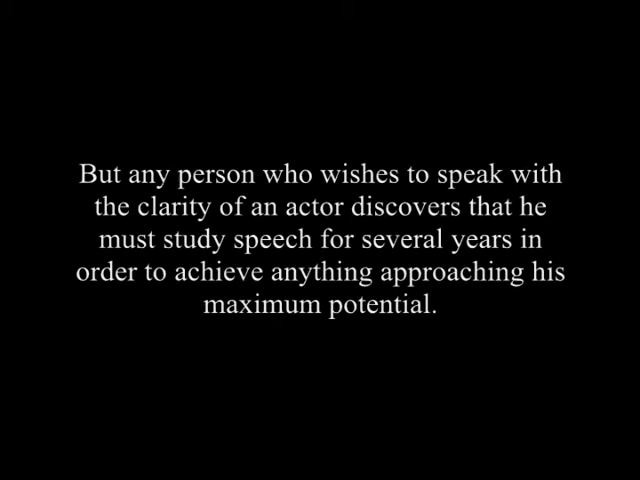 But any person who wishes to speak with
the clarity of an actor discovers that he
must study speech for several years in
order to achieve anything approaching his
maximum potential.